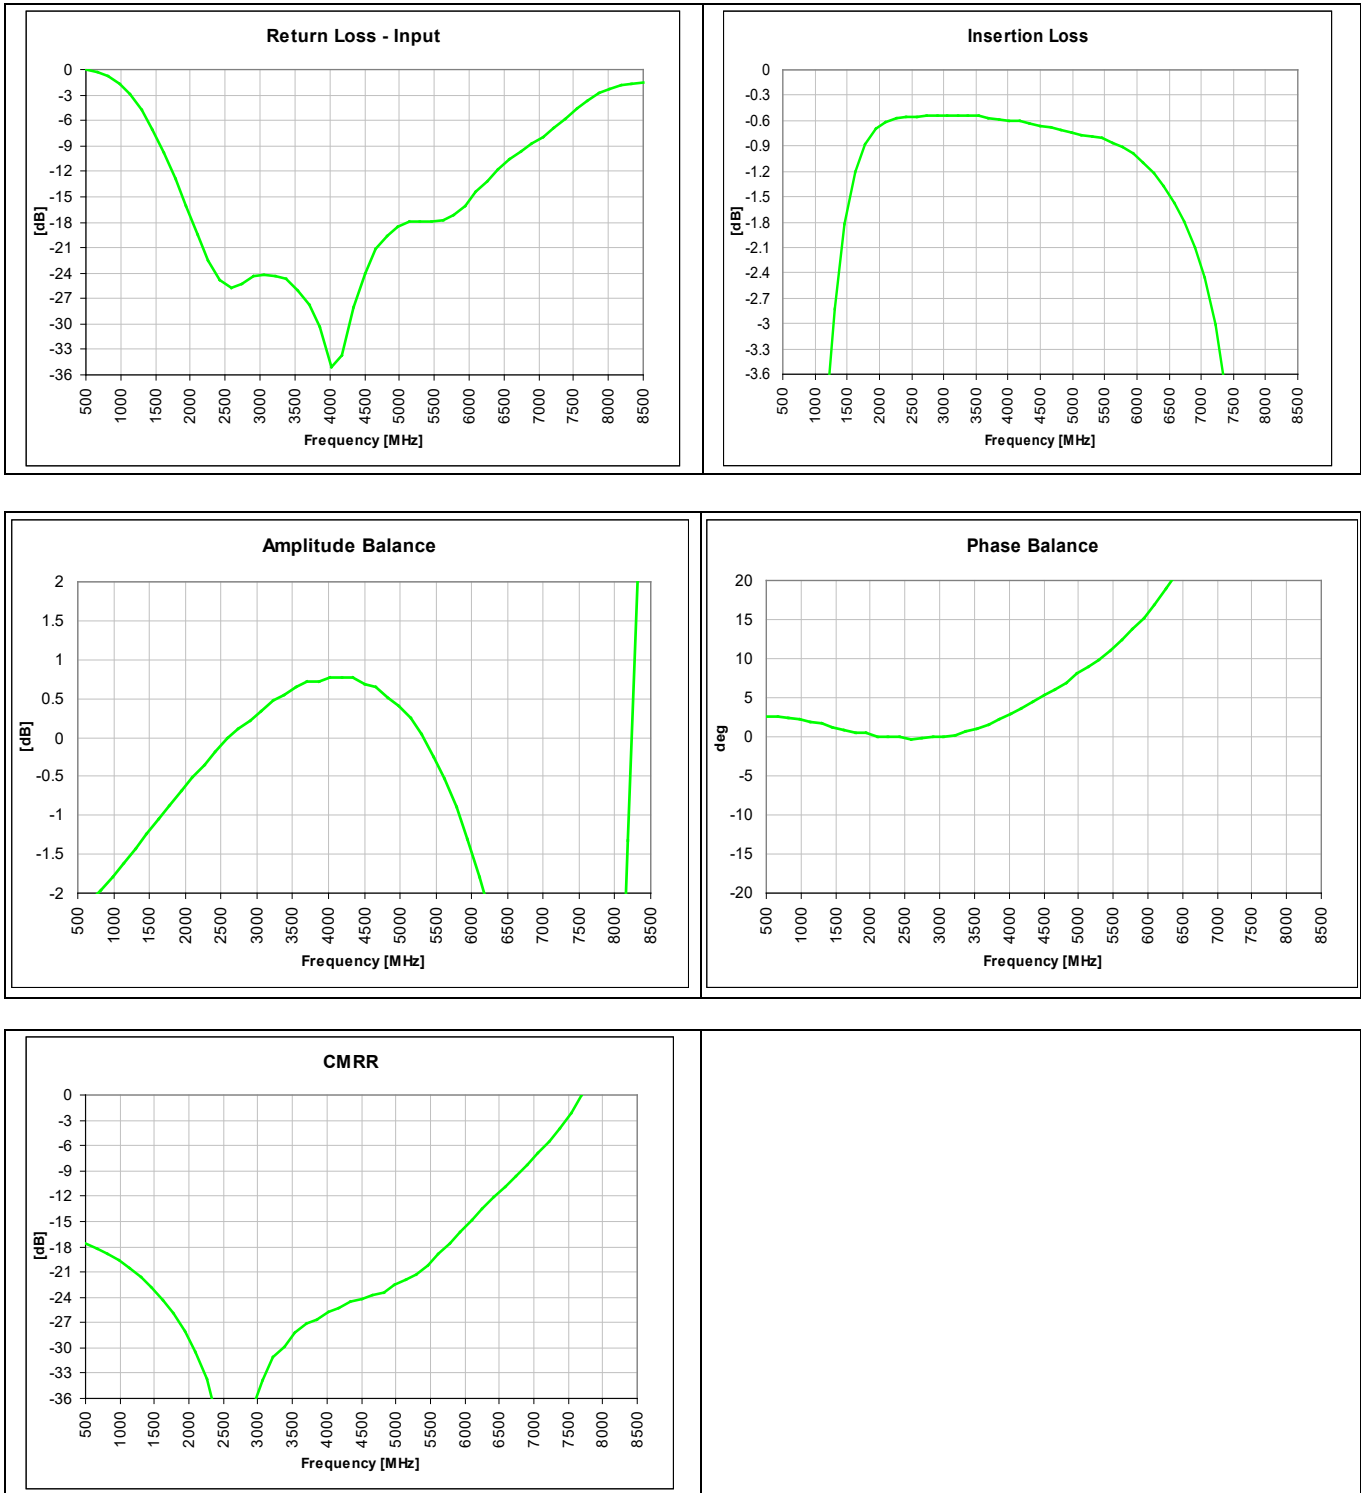 Return Loss - Input
0
-3
-6
-9
-12
-15
-18
-21
-24
-27
-30
-33
-36
[dB]
500 1000 1500 2000 2500 3000 3500 4000 4500 5000 5500 6000 6500 7000 7500 8000 8500
Frequency [MHz]
Insertion Loss
0
-0.3
-0.6
-0.9
-1.2
-1.5
-1.8
-2.1
-2.4
-2.7
-3
-3.3
-3.6
[dB]
500 1000 1500 2000 2500 3000 3500 4000 4500 5000 5500 6000 6500 7000 7500 8000 8500
Frequency [MHz]
Amplitude Balance
2
1.5
1
0.5
0
-0.5
-1
-1.5
-2
[dB]
500 1000 1500 2000 2500 3000 3500 4000 4500 5000 5500 6000 6500 7000 7500 8000 8500
Frequency [MHz]
Phase Balance
20
15
10
5
0
-5
-10
-15
-20
deg
500 1000 1500 2000 2500 3000 3500 4000 4500 5000 5500 6000 6500 7000 7500 8000 8500
Frequency [MHz]
CMRR
0
-3
-6
-9
-12
-15
-18
-21
-24
-27
-30
-33
-36
[dB]
500 1000 1500 2000 2500 3000 3500 4000 4500 5000 5500 6000 6500 7000 7500 8000 8500
Frequency [MHz]